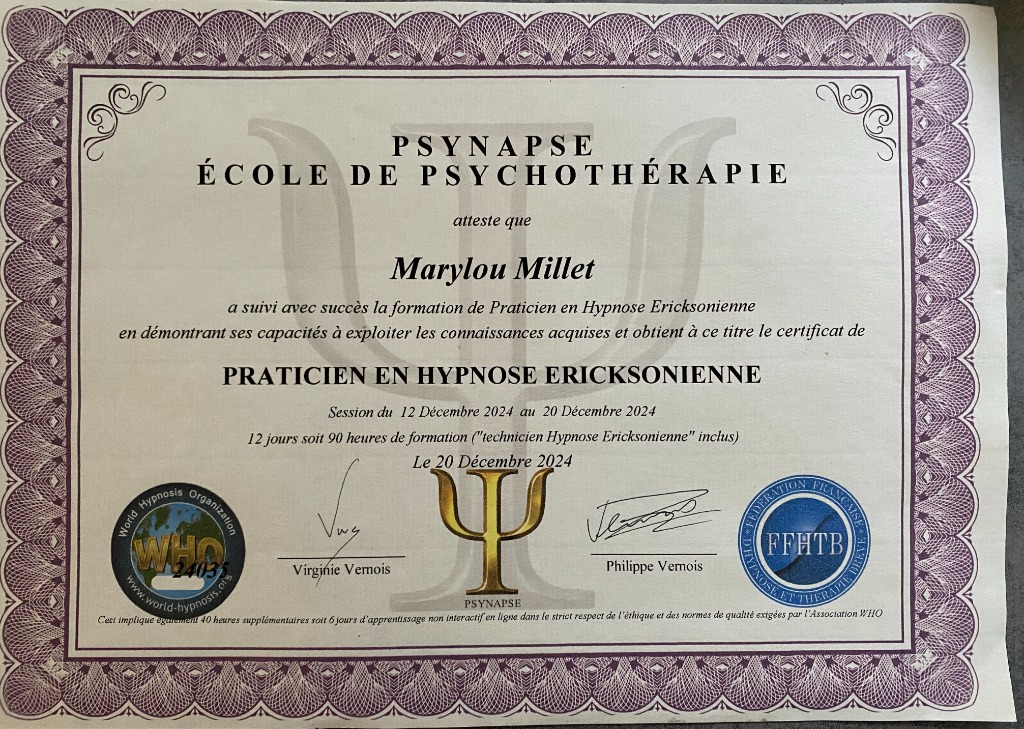 PSYNAPSE
ÉCOLE DE PSYCHOTHÉRAPIE
atteste que
Marylou Millet
a suivi avec succès la formation de Praticien en Hypnose Ericksonienne
en démontrant ses capacités à exploiter les connaissances acquises et obtient à ce titre le certificat de
PRATICIEN EN HYPNOSE ERICKSONIENNE
Session du 12 Décembre 2024 au 20 Décembre 2024
12 jours soit 90 heures de formation ("technicien Hypnose Ericksonienne" inclus)
Le 20 Décembre 2024
World Hypnosis Organization
WHO
24035
www.world-hypnosis.org
Virginie Vernois
PSYNAPSE
Philippe Vernois
FÉDÉRATION FRANÇAISE
FFHTB
D'HYPNOSE ET THÉRAPIE BRÈVE
Ceci implique également 40 heures supplémentaires soit 6 jours d'apprentissage non interactif en ligne dans le strict respect de l'éthique et des normes de qualité exigées par l'Association WHO